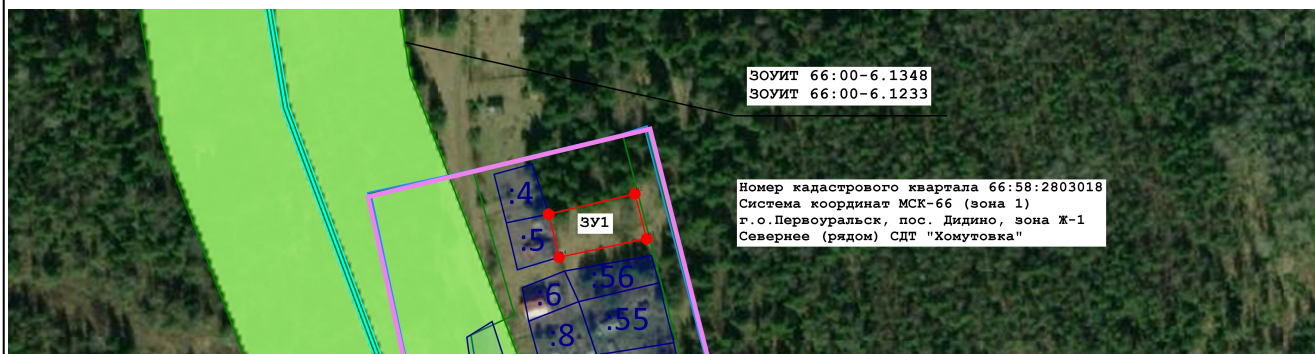 ЗОУИТ 66:00-6.1348
ЗОУИТ 66:00-6.1233
Номер кадастрового квартала 66:58:2803018
Система координат МСК-66 (зона 1)
г.о.Первоуральск, пос. Дидино, зона Ж-1
Севернее (рядом) СДТ "Хомутовка"
:4
ЗУ1
:5
:56
:6
:55
:8